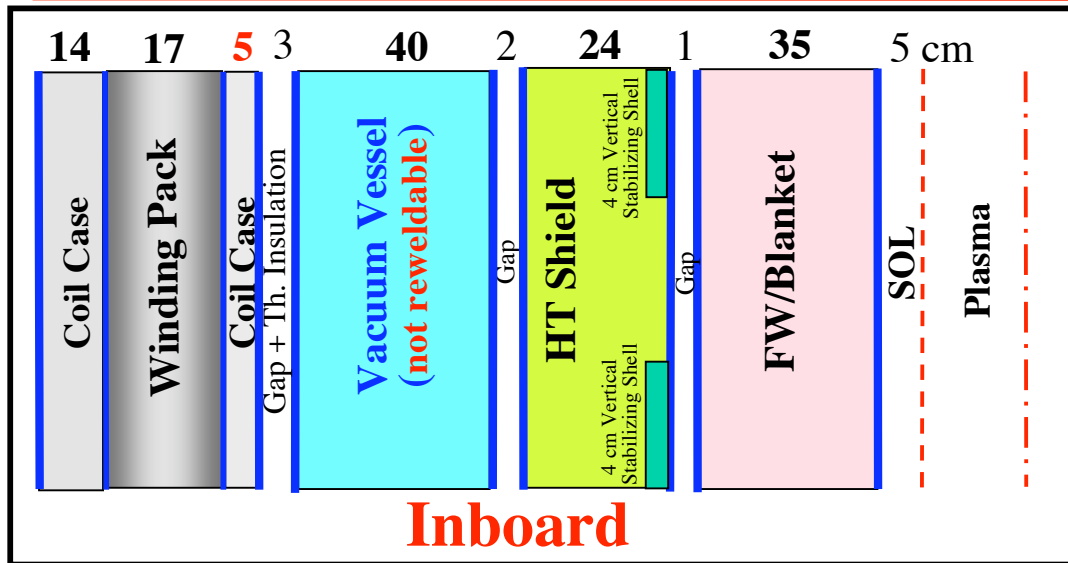 14 17 5 3 40 2 24 1 35 5 cm
Coil Case
Winding Pack
Coil Case
Gap + Th. Insulation
Vacuum Vessel
(not reweldable)
Gap
HT Shield
4 cm Vertical
Stabilizing Shell
4 cm Vertical
Stabilizing Shell
Gap
FW/Blanket
SOL
Plasma
Inboard